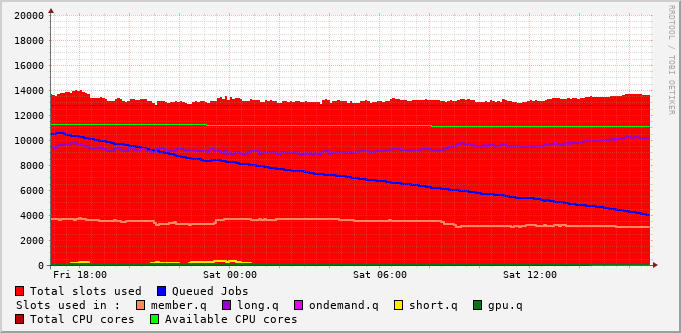 RRDTOOL / TOBI OETIKER
20000
18000
16000
14000
12000
10000
8000
6000
4000
2000
0
Fri 18:00 Sat 00:00 Sat 06:00 Sat 12:00
Total slots used Queued Jobs
Slots used in : member.q long.q ondemand.q short.q gpu.q
Total CPU cores Available CPU cores